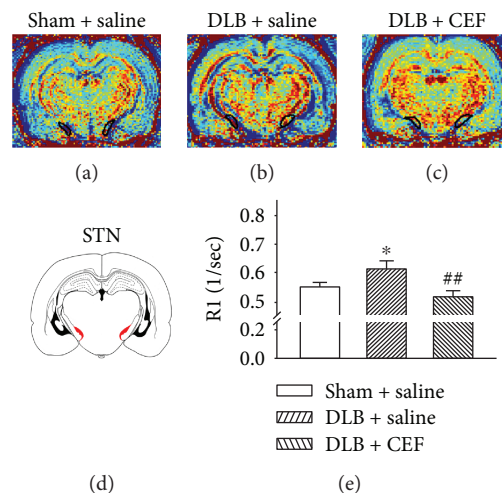 Sham + saline
DLB + saline
DLB + CEF
(a)
(b)
(c)
STN
(d)
R1 (1/sec)
0.8
0.7
0.6
0.5
0.2
0.0
*
##
Sham + saline
DLB + saline
DLB + CEF
(e)